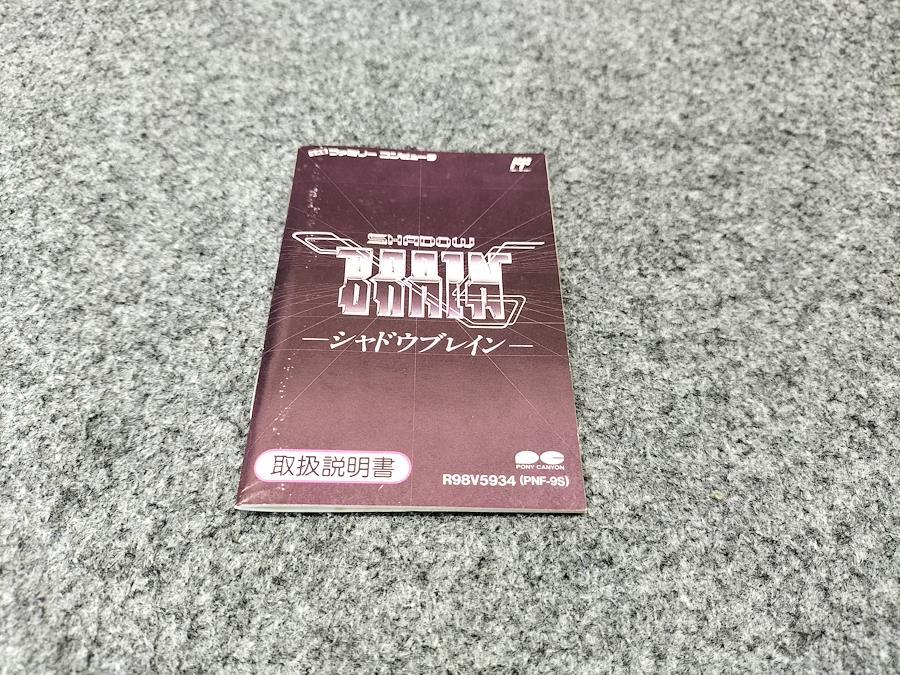 ファミリー コンピュータ
SHADOW
BRAIN
―シャドウブレイン―
取扱説明書
PONY CANYON
R98V5934 (PNF-9S)